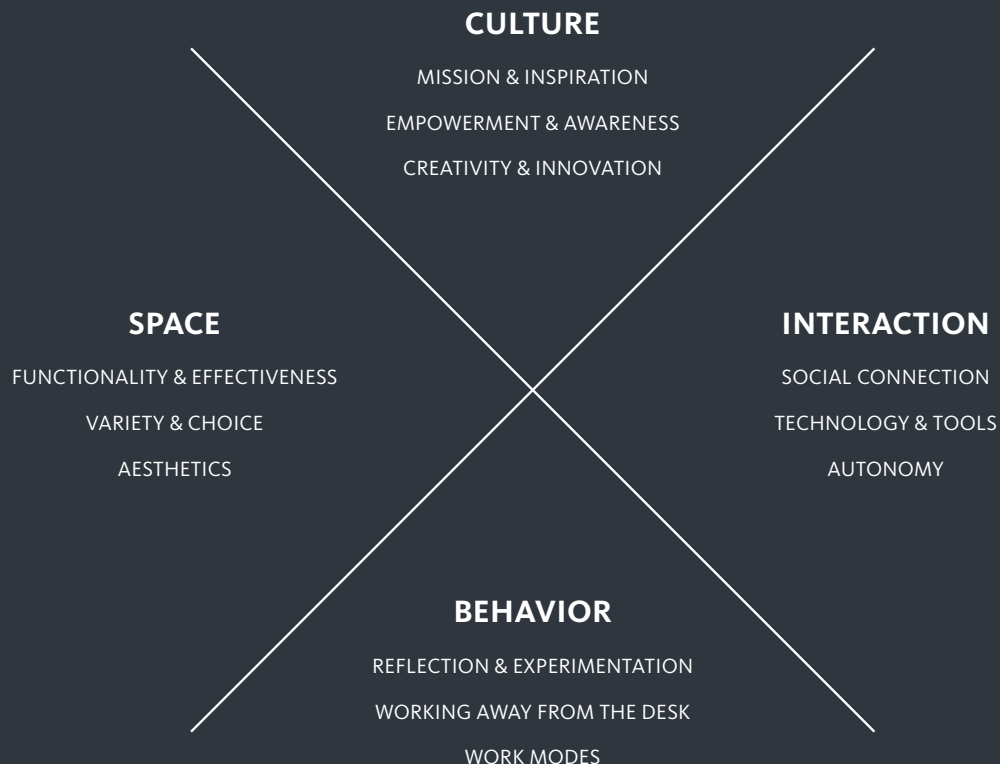 CULTURE
MISSION & INSPIRATION
EMPOWERMENT & AWARENESS
CREATIVITY & INNOVATION
SPACE
FUNCTIONALITY & EFFECTIVENESS
VARIETY & CHOICE
AESTHETICS
INTERACTION
SOCIAL CONNECTION
TECHNOLOGY & TOOLS
AUTONOMY
BEHAVIOR
REFLECTION & EXPERIMENTATION
WORKING AWAY FROM THE DESK
WORK MODES